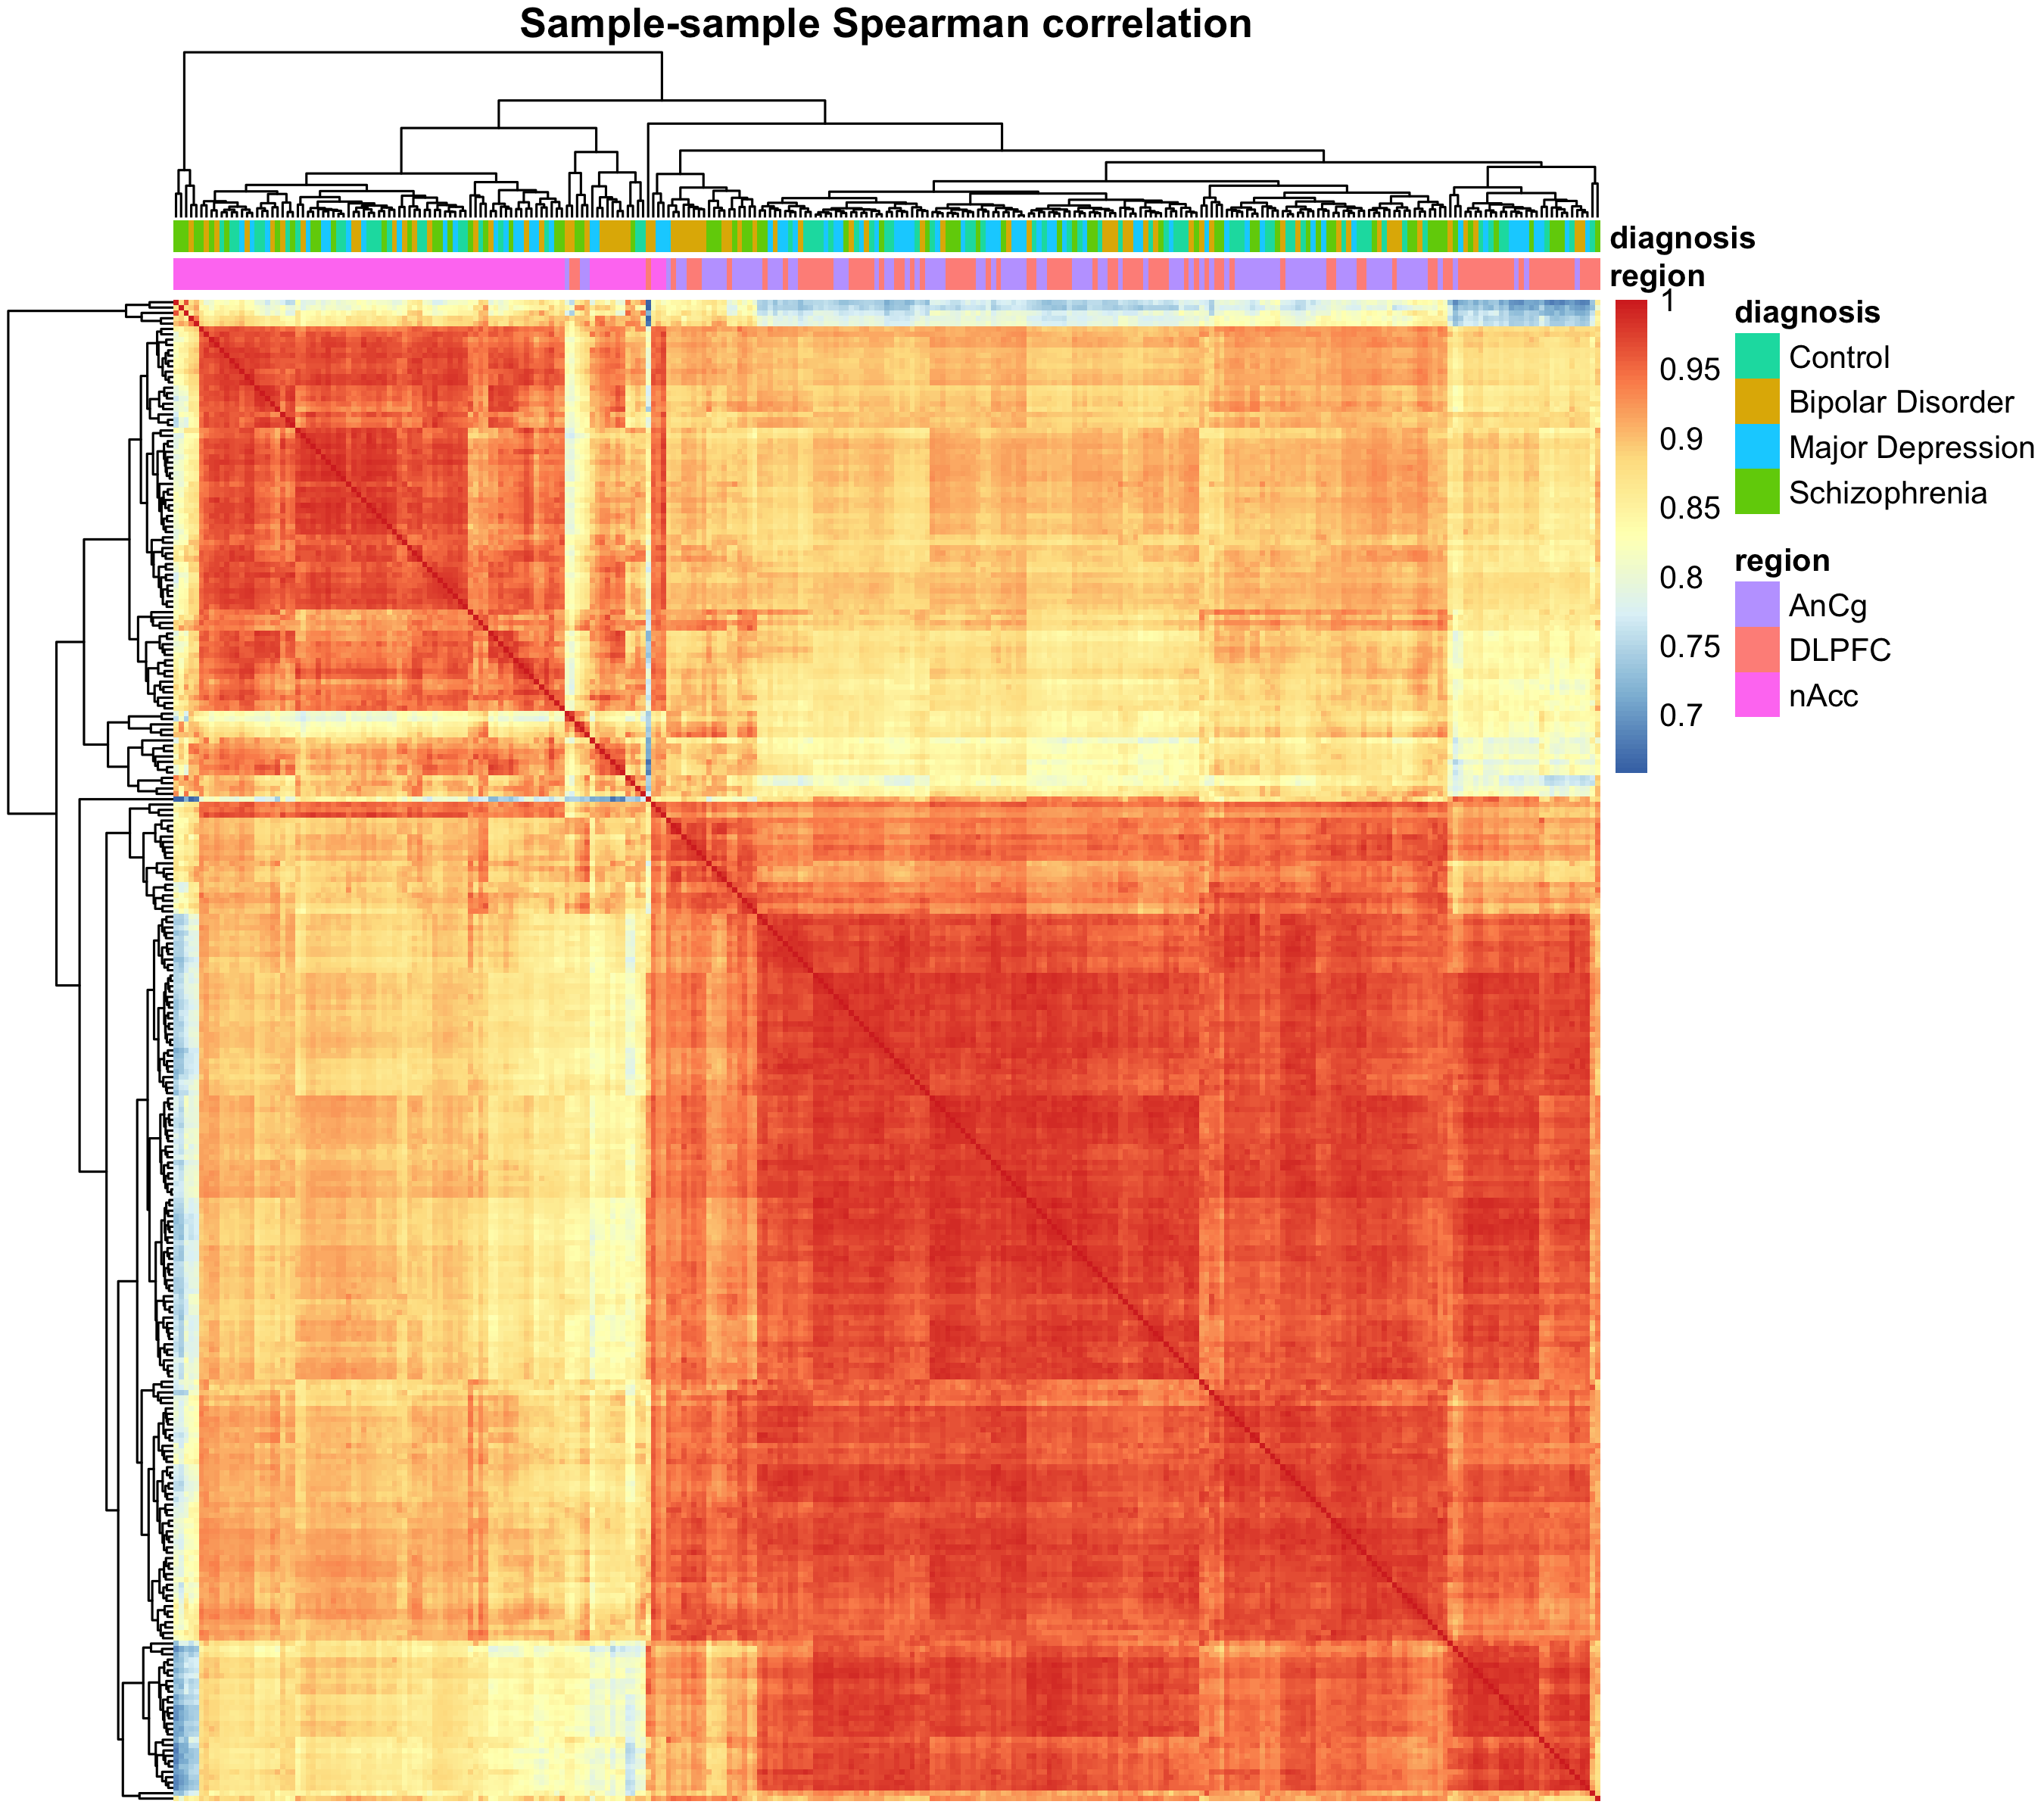 Sample-sample Spearman correlation
diagnosis
region
1
0.95
0.9
0.85
0.8
0.75
0.7
diagnosis
Control
Bipolar Disorder
Major Depression
Schizophrenia
region
AnCg
DLPFC
nAcc